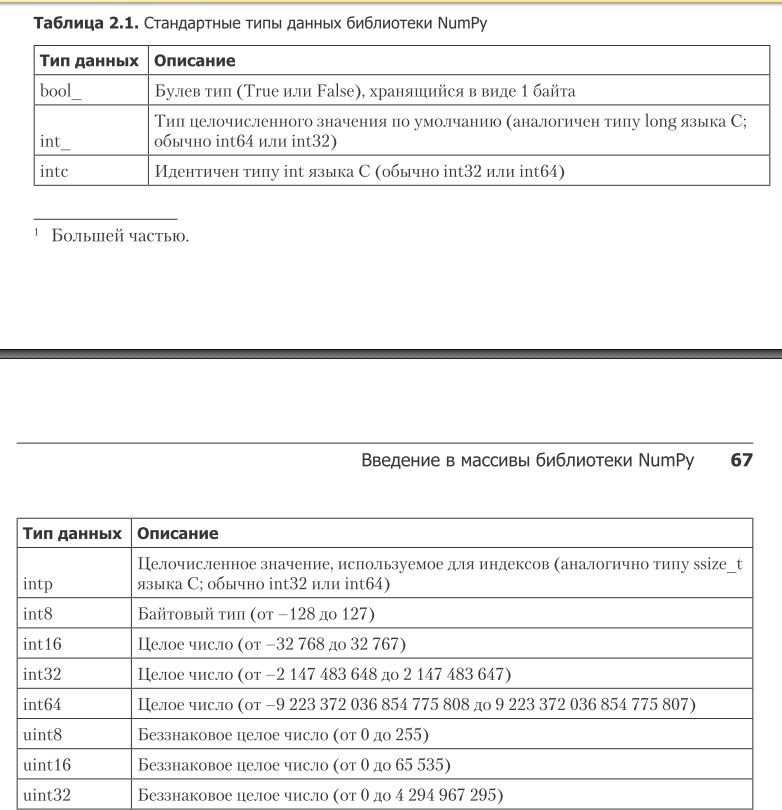 Таблица 2.1. Стандартные типы данных библиотеки NumPy
Тип данных Описание
bool_ Булев тип (True или False), хранящийся в виде 1 байта
Тип целочисленного значения по умолчанию (аналогичен типу long языка C;
int_ обычно int64 или int32)
intc Идентичен типу int языка C (обычно int32 или int64)
1 Большей частью.
Введение в массивы библиотеки NumPy 67
Тип данных Описание
Целочисленное значение, используемое для индексов (аналогично типу ssize_t
intp языка C; обычно int32 или int64)
int8 Байтовый тип (от –128 до 127)
int16 Целое число (от –32 768 до 32 767)
int32 Целое число (от –2 147 483 648 до 2 147 483 647)
int64 Целое число (от –9 223 372 036 854 775 808 до 9 223 372 036 854 775 807)
uint8 Беззнаковое целое число (от 0 до 255)
uint16 Беззнаковое целое число (от 0 до 65 535)
uint32 Беззнаковое целое число (от 0 до 4 294 967 295)